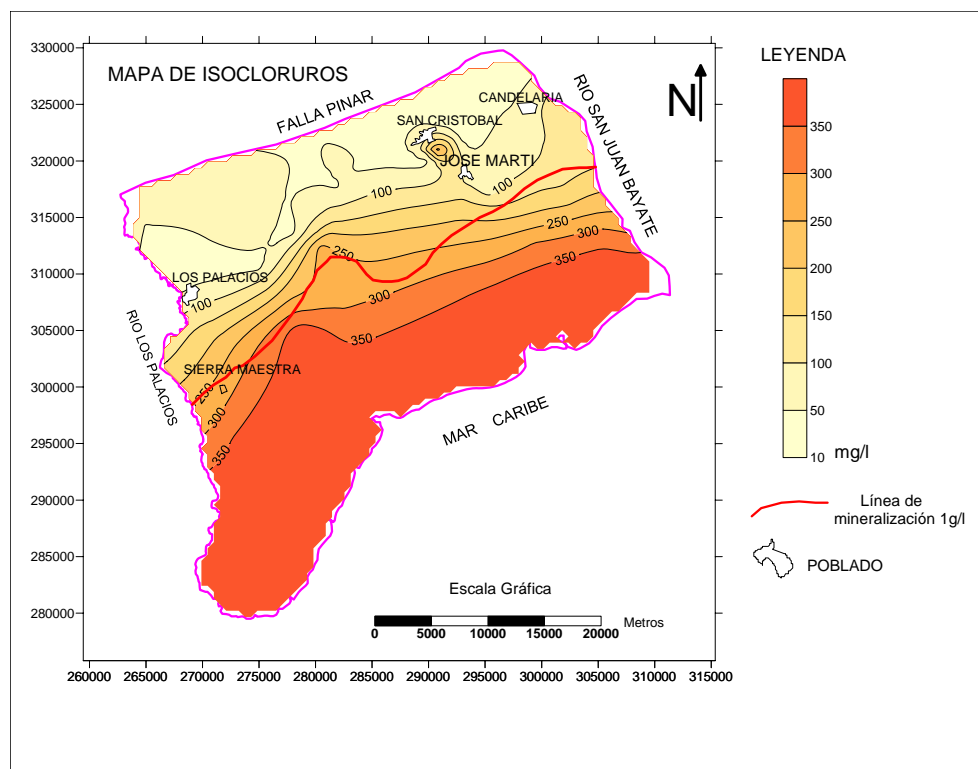 MAPA DE ISOCLORUROS
FALLA PINAR
CANDELARIA
SAN CRISTOBAL
JOSE MARTI
RIO SAN JUAN BAYATE
N
100
100
250
300
350
250
300
350
LOS PALACIOS
100
RIO LOS PALACIOS
SIERRA MAESTRA
250
300
350
MAR CARIBE
Escala Gráfica
0 5000 10000 15000 20000 Metros
330000
325000
320000
315000
310000
305000
300000
295000
290000
285000
280000
260000 265000 270000 275000 280000 285000 290000 295000 300000 305000 310000 315000
LEYENDA
350
300
250
200
150
100
50
10 mg/l
Línea de
mineralización 1g/l
POBLADO